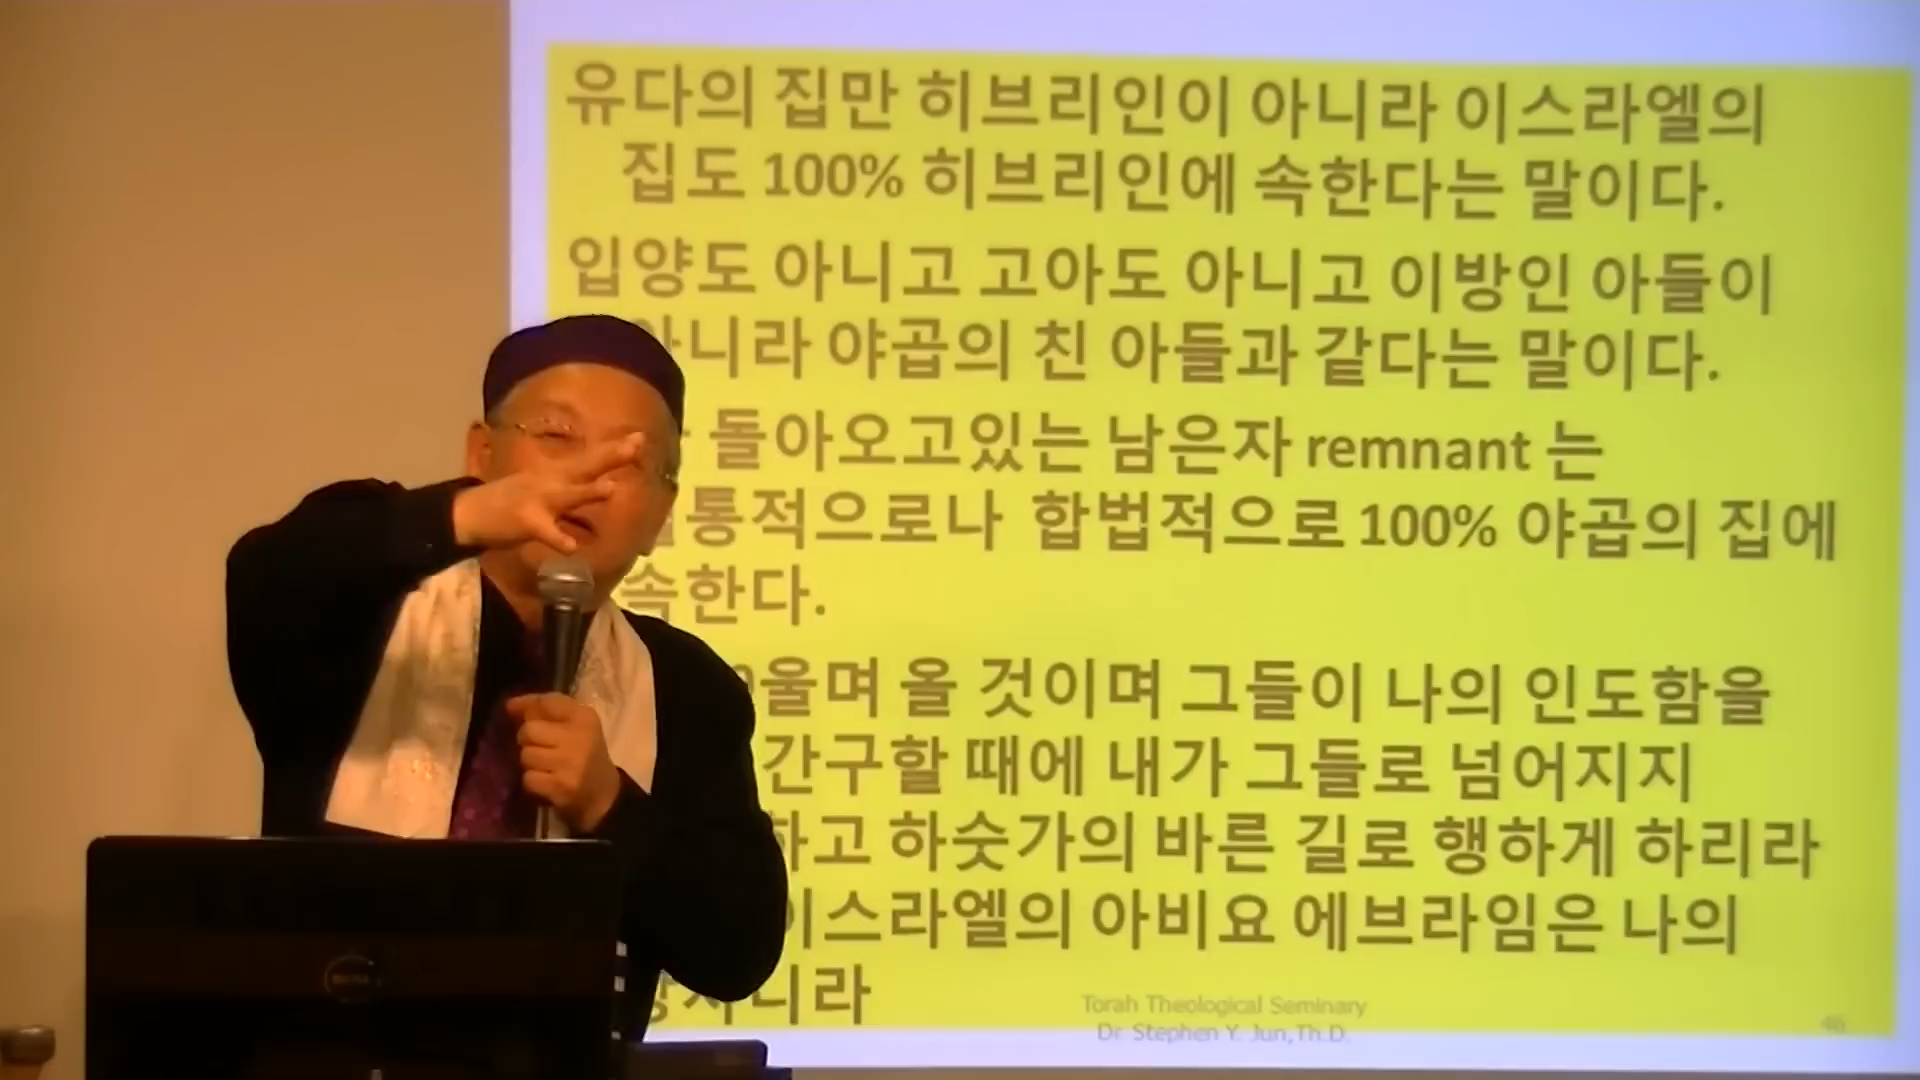 유다의 집만 히브리인이 아니라 이스라엘의
집도 100% 히브리인에 속한다는 말이다.
입양도 아니고 고아도 아니고 이방인 아들이
아니라 야곱의 친 아들과 같다는 말이다.
돌아오고있는 남은자 remnant 는
통적으로나 합법적으로 100% 야곱의 집에
속한다.
울며 올 것이며 그들이 나의 인도함을
간구할 때에 내가 그들로 넘어지지
하고 하숫가의 바른 길로 행하게 하리라
이스라엘의 아비요 에브라임은 나의
장자니라
Torah Theological Seminary
Dr. Stephen Y. Jun,Th.D.
46